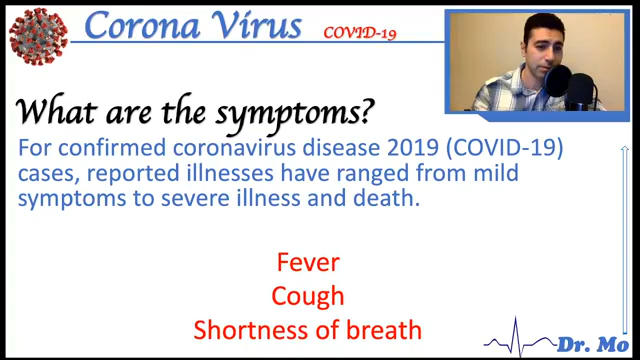 Corona Virus COVID-19
What are the symptoms?
For confirmed coronavirus disease 2019 (COVID-19)
cases, reported illnesses have ranged from mild
symptoms to severe illness and death.
Fever
Cough
Shortness of breath
Dr. Mo